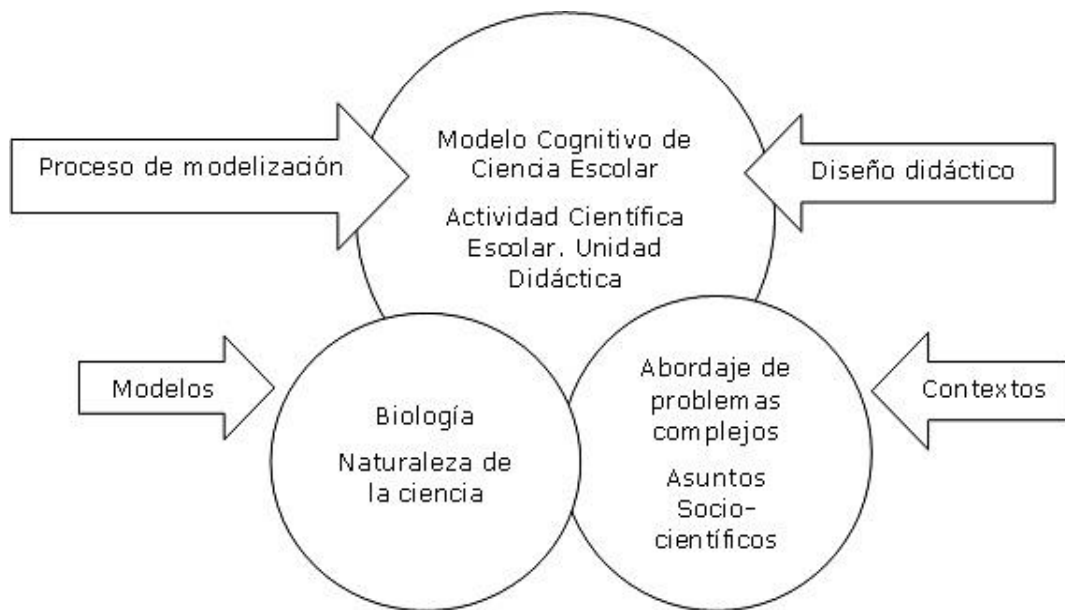 Proceso de modelización
Modelo Cognitivo de
Ciencia Escolar
Actividad Científica
Escolar. Unidad
Didáctica
Diseño didáctico
Modelos
Biología
Naturaleza de
la ciencia
Abordaje de
problemas
complejos
Asuntos
Socio-
científicos
Contextos